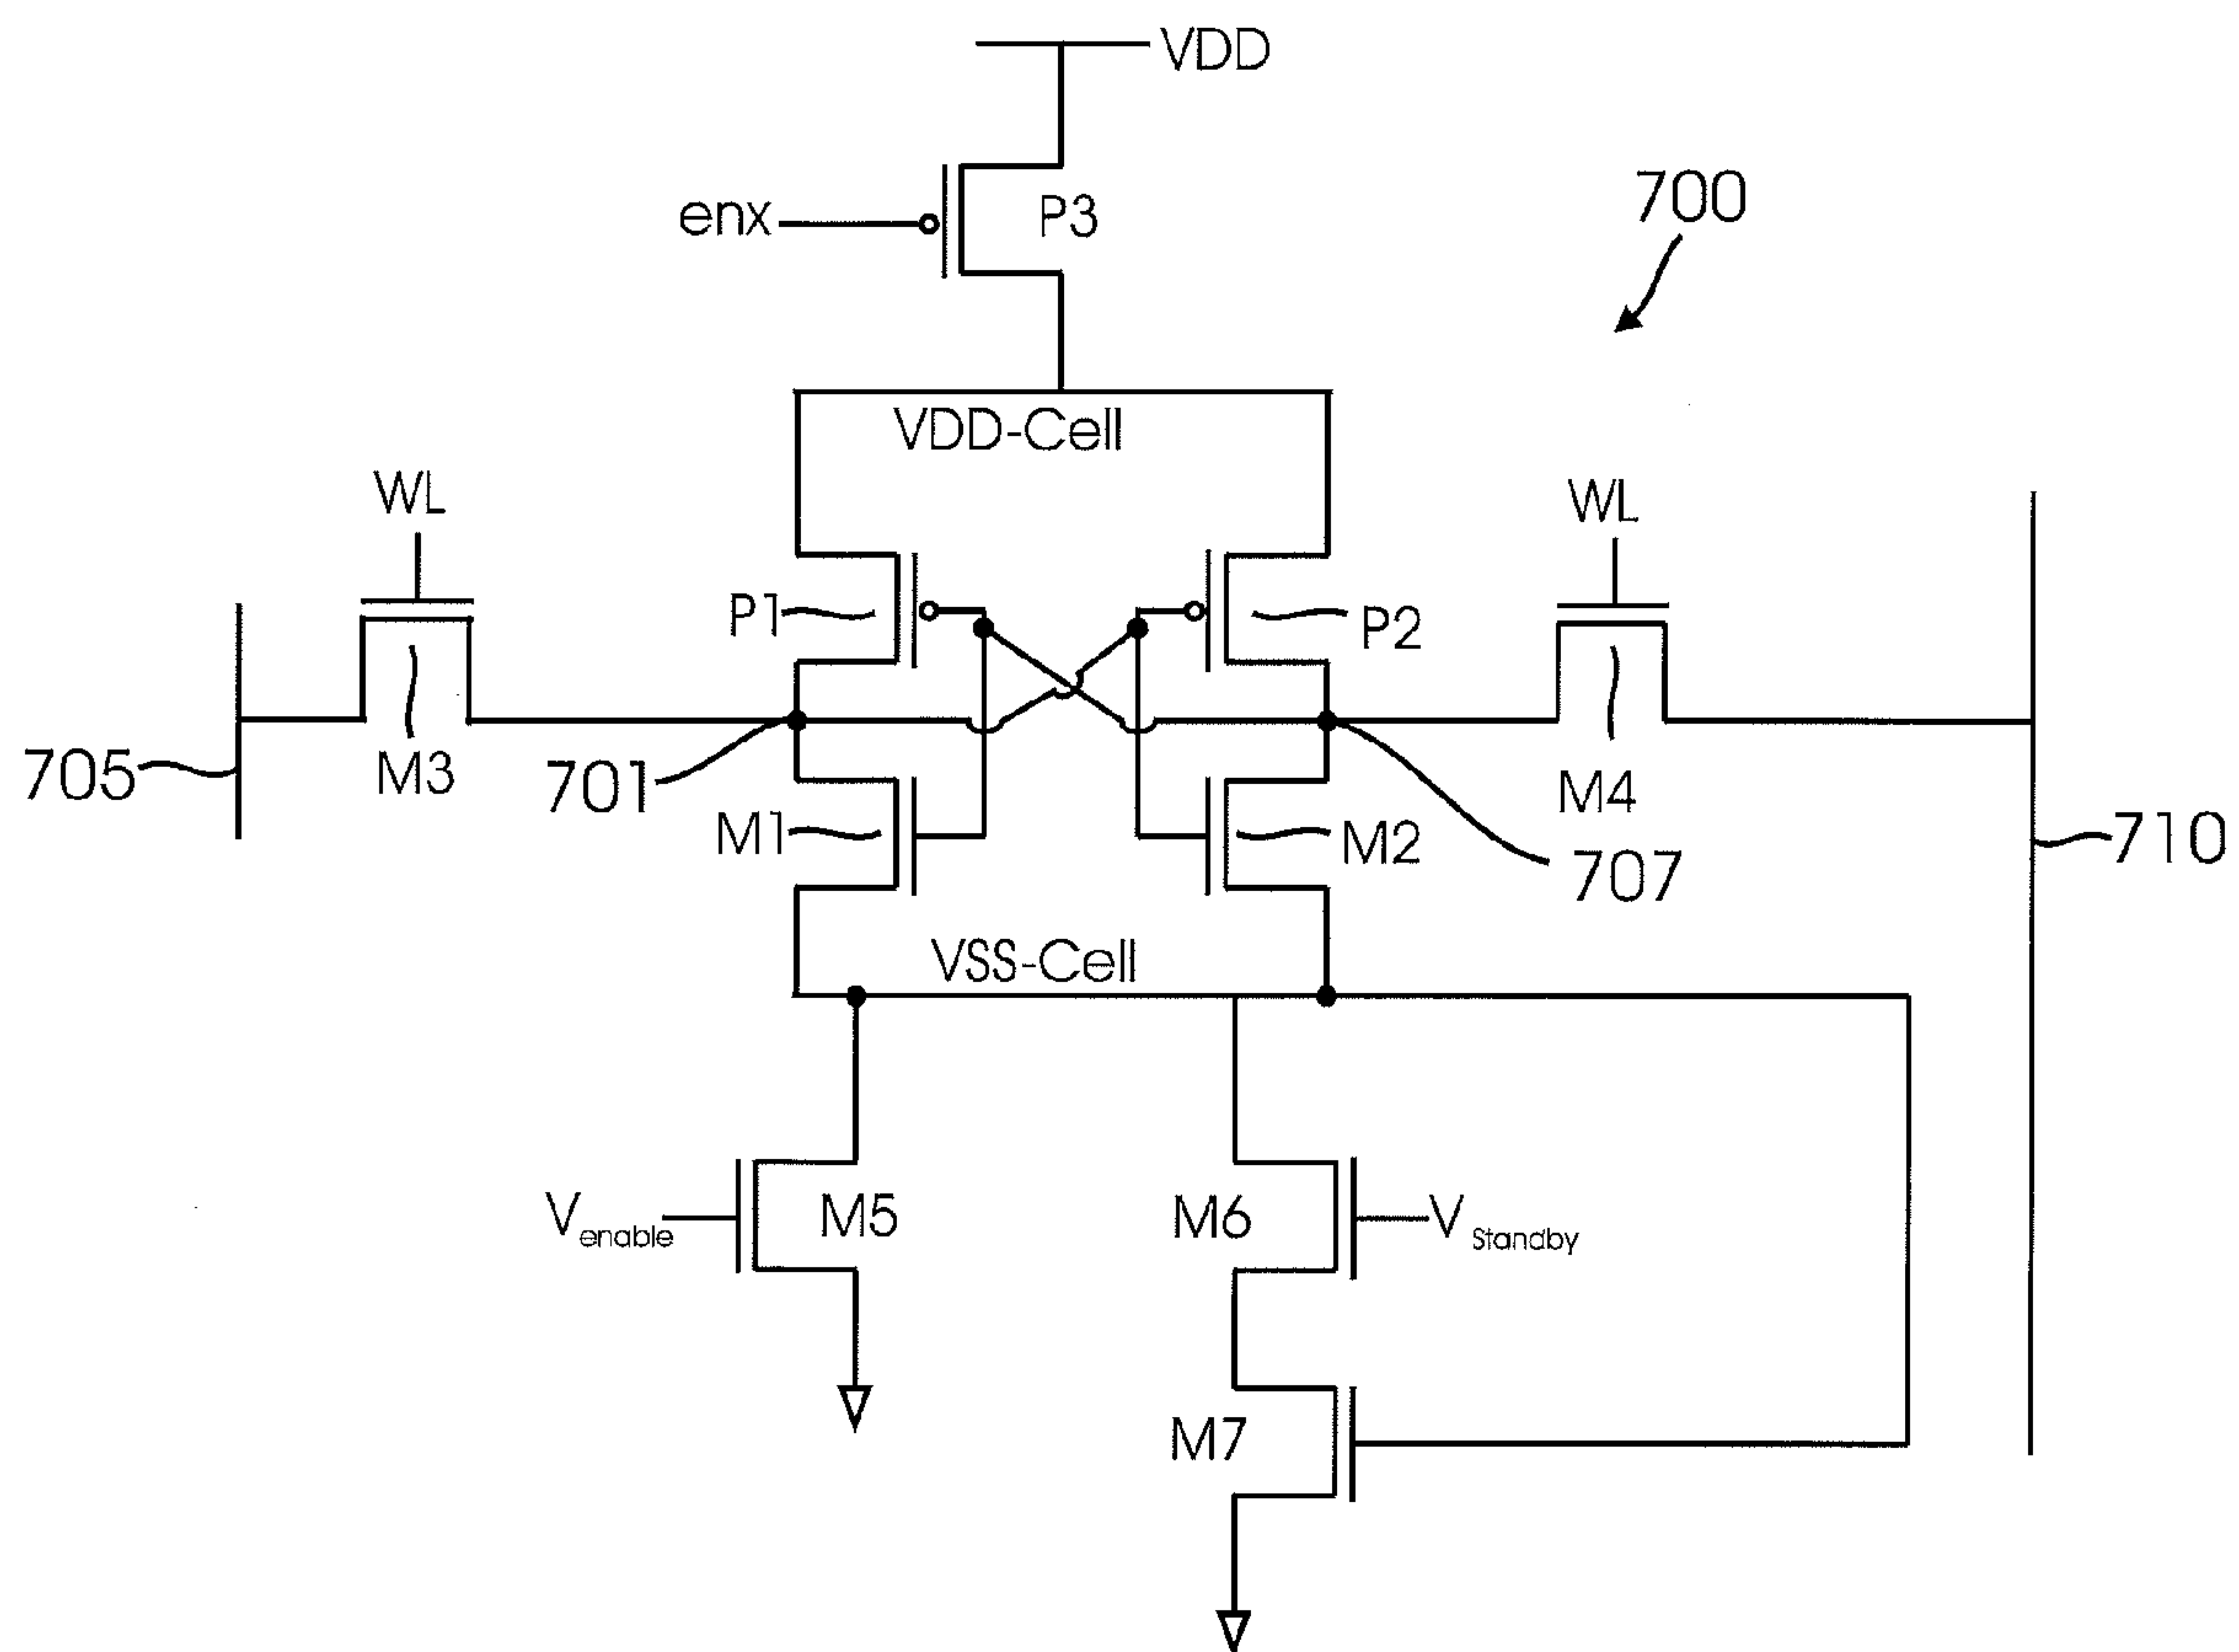 VDD
enx
P3
700
VDD-Cell
WL
WL
P1
P2
705
M3
701
M4
M1
M2
707
710
VSS-Cell
Venable
M5
M6
VStandby
M7